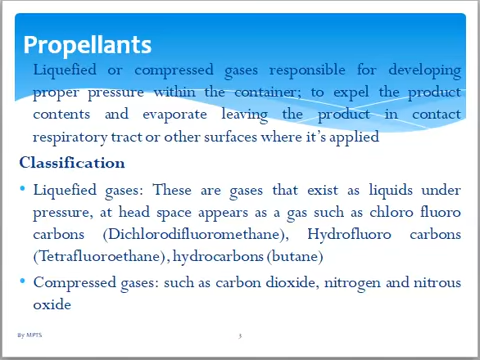 Propellants
Liquefied or compressed gases responsible for developing
proper pressure within the container; to expel the product
contents and evaporate leaving the product in contact
respiratory tract or other surfaces where it's applied
Classification
• Liquefied gases: These are gases that exist as liquids under
pressure, at head space appears as a gas such as chloro fluoro
carbons (Dichlorodifluoromethane), Hydrofluoro carbons
(Tetrafluoroethane), hydrocarbons (butane)
• Compressed gases: such as carbon dioxide, nitrogen and nitrous
oxide
By MPTS
3